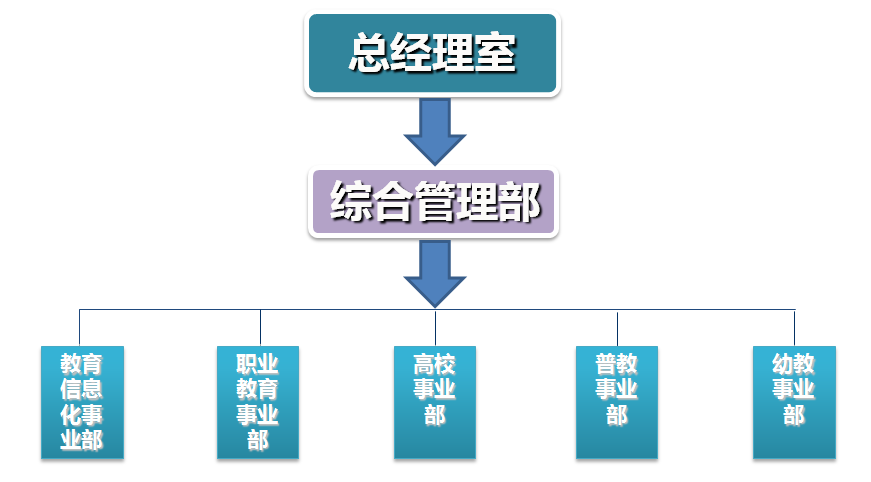 总经理室
综合管理部
教育
信息
化事
业部
职业
教育
事业
部
高校
事业
部
普教
事业
部
幼教
事业
部